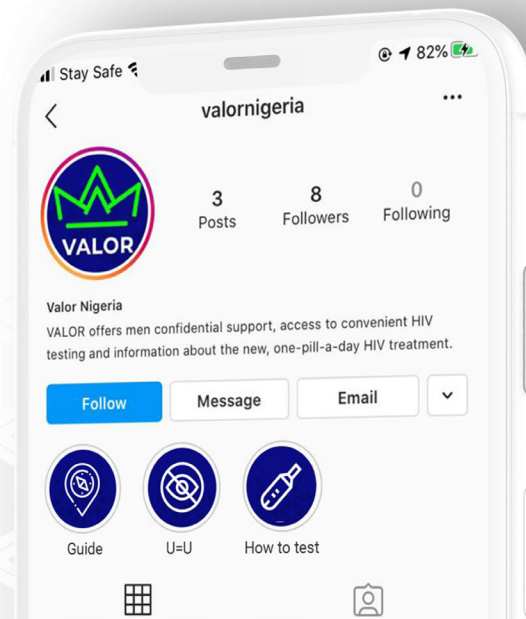 Stay Safe
82%
valornigeria
VALOR
3
Posts
8
Followers
0
Following
Valor Nigeria
VALOR offers men confidential support, access to convenient HIV
testing and information about the new, one-pill-a-day HIV treatment.
Follow
Message
Email
Guide
U=U
How to test